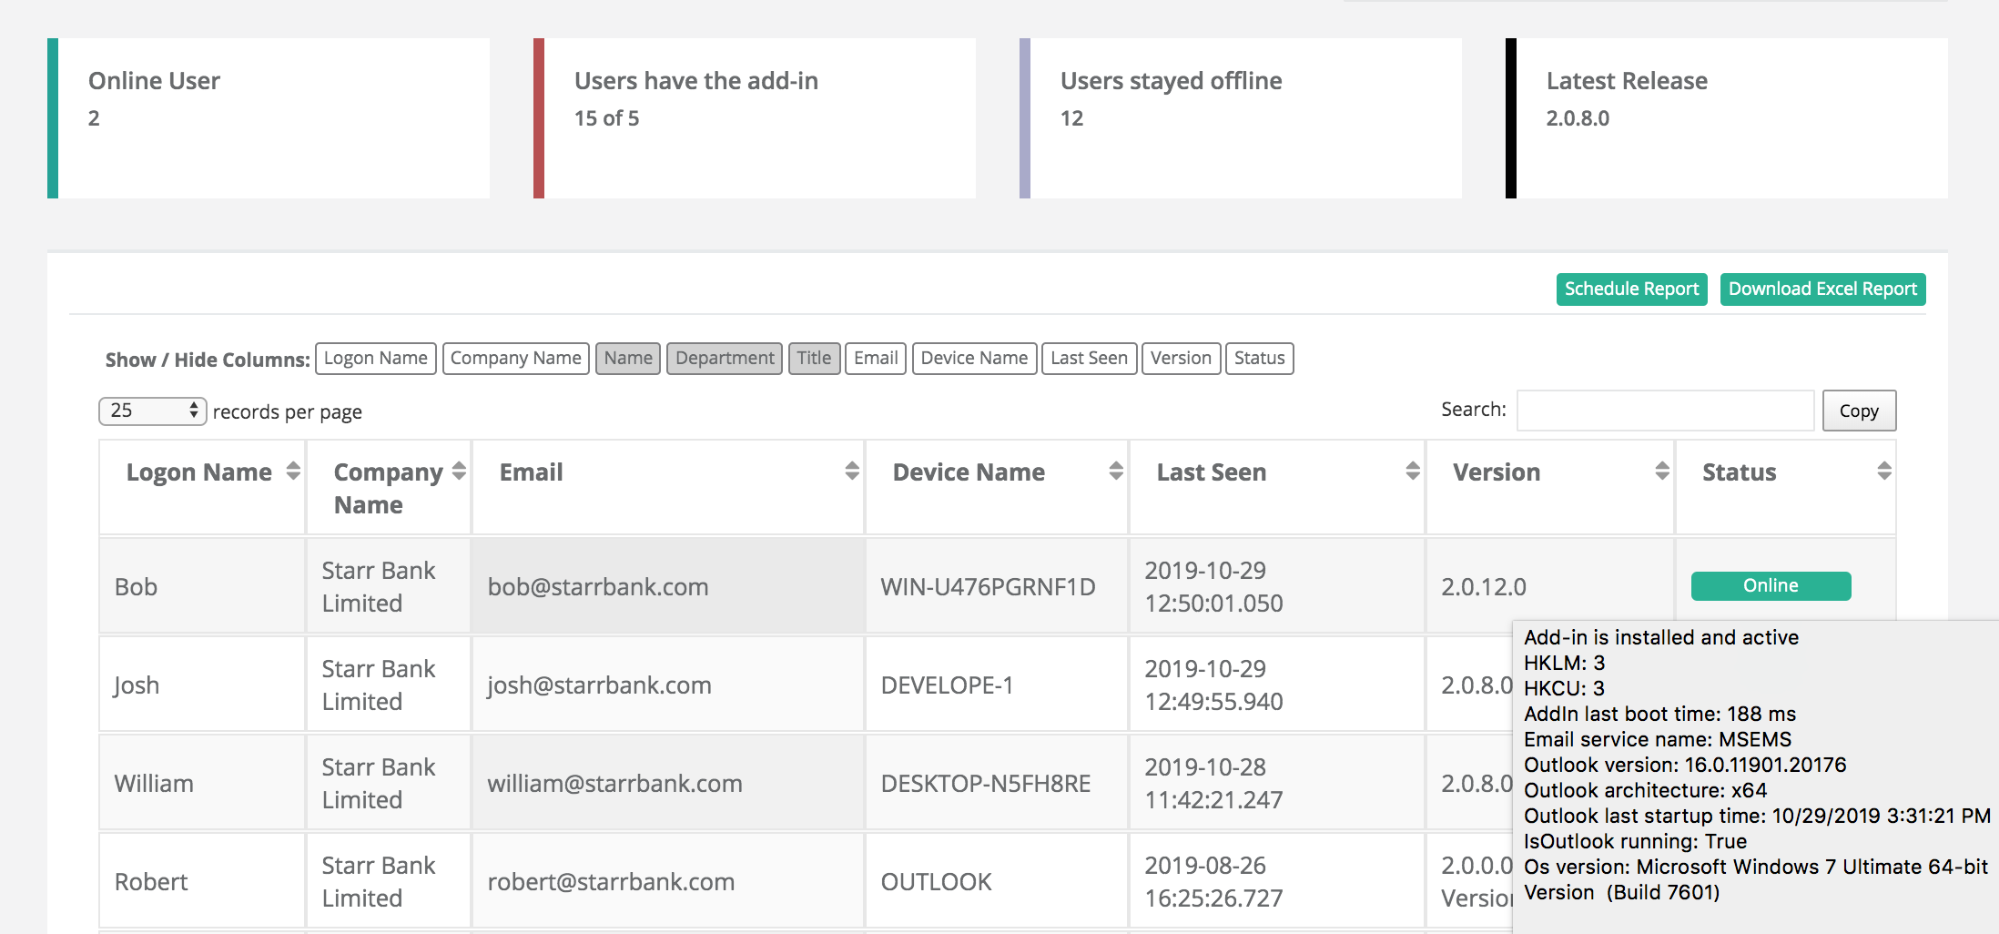 Online User
2
Users have the add-in
15 of 5
Users stayed offline
12
Latest Release
2.0.8.0
Schedule Report
Download Excel Report
Show / Hide Columns: Logon Name Company Name Name Department Title Email Device Name Last Seen Version Status
25 records per page
Search:
Copy
Logon Name
Company
Name
Email
Device Name
Last Seen
Version
Status
Bob
Starr Bank
Limited
bob@starrbank.com
WIN-U476PGRNF1D
2019-10-29
12:50:01.050
2.0.12.0
Online
Josh
Starr Bank
Limited
josh@starrbank.com
DEVELOPE-1
2019-10-29
12:49:55.940
2.0.8.0
William
Starr Bank
Limited
william@starrbank.com
DESKTOP-N5FH8RE
2019-10-28
11:42:21.247
2.0.8.0
Robert
Starr Bank
Limited
robert@starrbank.com
OUTLOOK
2019-08-26
16:25:26.727
2.0.0.0
Version
Add-in is installed and active
HKLM: 3
HKCU: 3
AddIn last boot time: 188 ms
Email service name: MSEMS
Outlook version: 16.0.11901.20176
Outlook architecture: x64
Outlook last startup time: 10/29/2019 3:31:21 PM
IsOutlook running: True
Os version: Microsoft Windows 7 Ultimate 64-bit
Version (Build 7601)